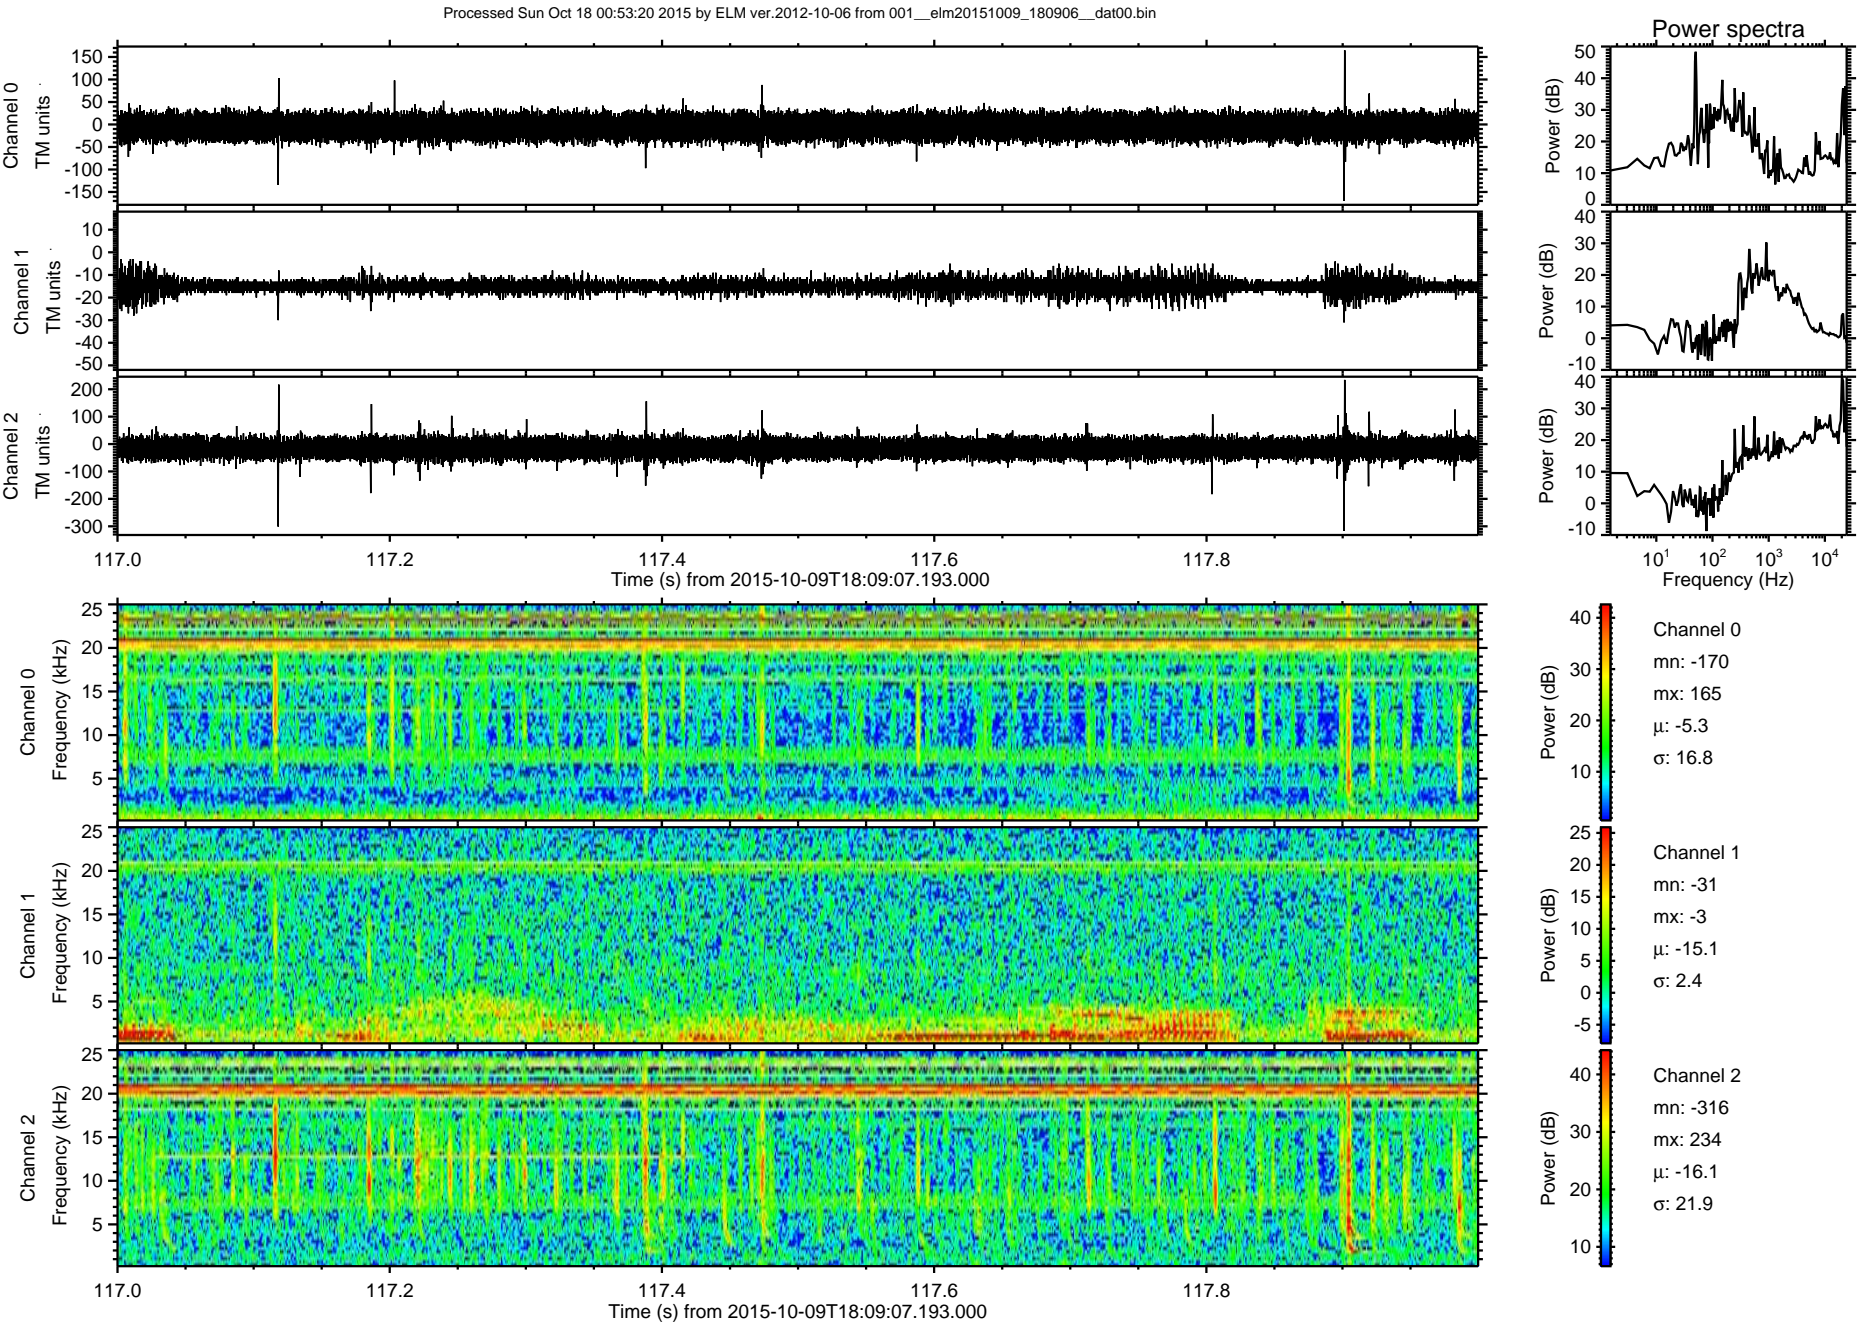 Processed Sun Oct 18 00:53:20 2015 by ELM ver.2012-10-06 from 001__elm20151009_180906__dat00.bin
Power spectra
Channel 0
TM units
150
100
50
0
-50
-100
-150
Power (dB)
50
40
30
20
10
0
Channel 1
TM units
10
0
-10
-20
-30
-40
-50
Power (dB)
40
30
20
10
0
-10
Channel 2
TM units
200
100
0
-100
-200
-300
Power (dB)
40
30
20
10
0
-10
117.0 117.2 117.4 117.6 117.8
Time (s) from 2015-10-09T18:09:07.193.000
10¹ 10² 10³ 10⁴
Frequency (Hz)
Channel 0
Frequency (kHz)
25
20
15
10
5
Power (dB)
40
30
20
10
Channel 0
mn: -170
mx: 165
μ: -5.3
σ: 16.8
Channel 1
Frequency (kHz)
25
20
15
10
5
Power (dB)
25
20
15
10
5
0
-5
Channel 1
mn: -31
mx: -3
μ: -15.1
σ: 2.4
Channel 2
Frequency (kHz)
25
20
15
10
5
Power (dB)
40
30
20
10
Channel 2
mn: -316
mx: 234
μ: -16.1
σ: 21.9
117.0 117.2 117.4 117.6 117.8
Time (s) from 2015-10-09T18:09:07.193.000